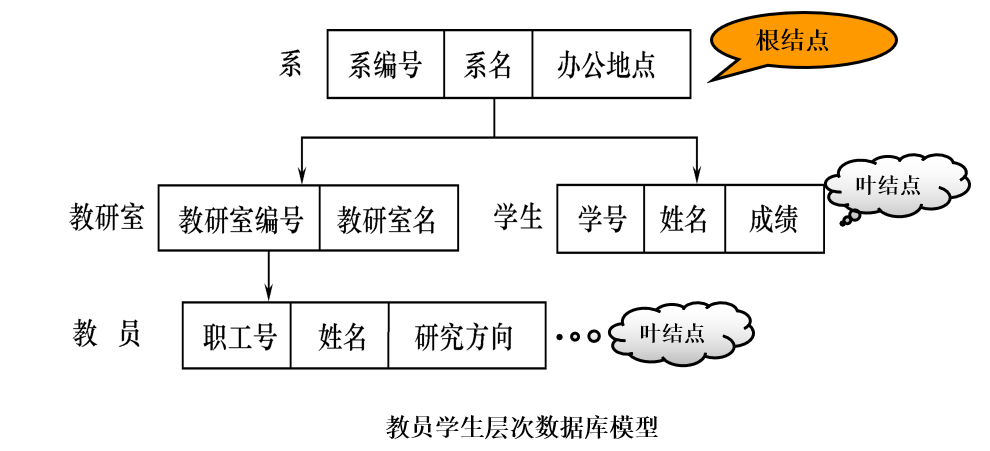 根结点
系 系编号 系名 办公地点
叶结点
教研室 教研室编号 教研室名 学生 学号 姓名 成绩
教 员 职工号 姓名 研究方向 叶结点
教员学生层次数据库模型